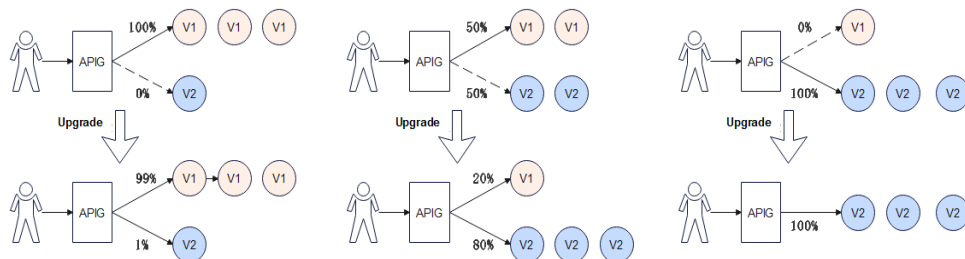 100% V1 V1 V1
APIG
0% V2
Upgrade
99% V1 V1 V1
APIG
1% V2
50% V1 V1
APIG
50% V2 V2
Upgrade
20% V1
APIG
80% V2 V2 V2
0% V1
APIG
100% V2 V2 V2
Upgrade
APIG V2 V2 V2
100%